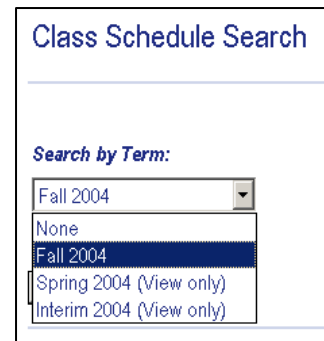 Class Schedule Search
Search by Term:
Fall 2004
None
Fall 2004
Spring 2004 (View only)
Interim 2004 (View only)